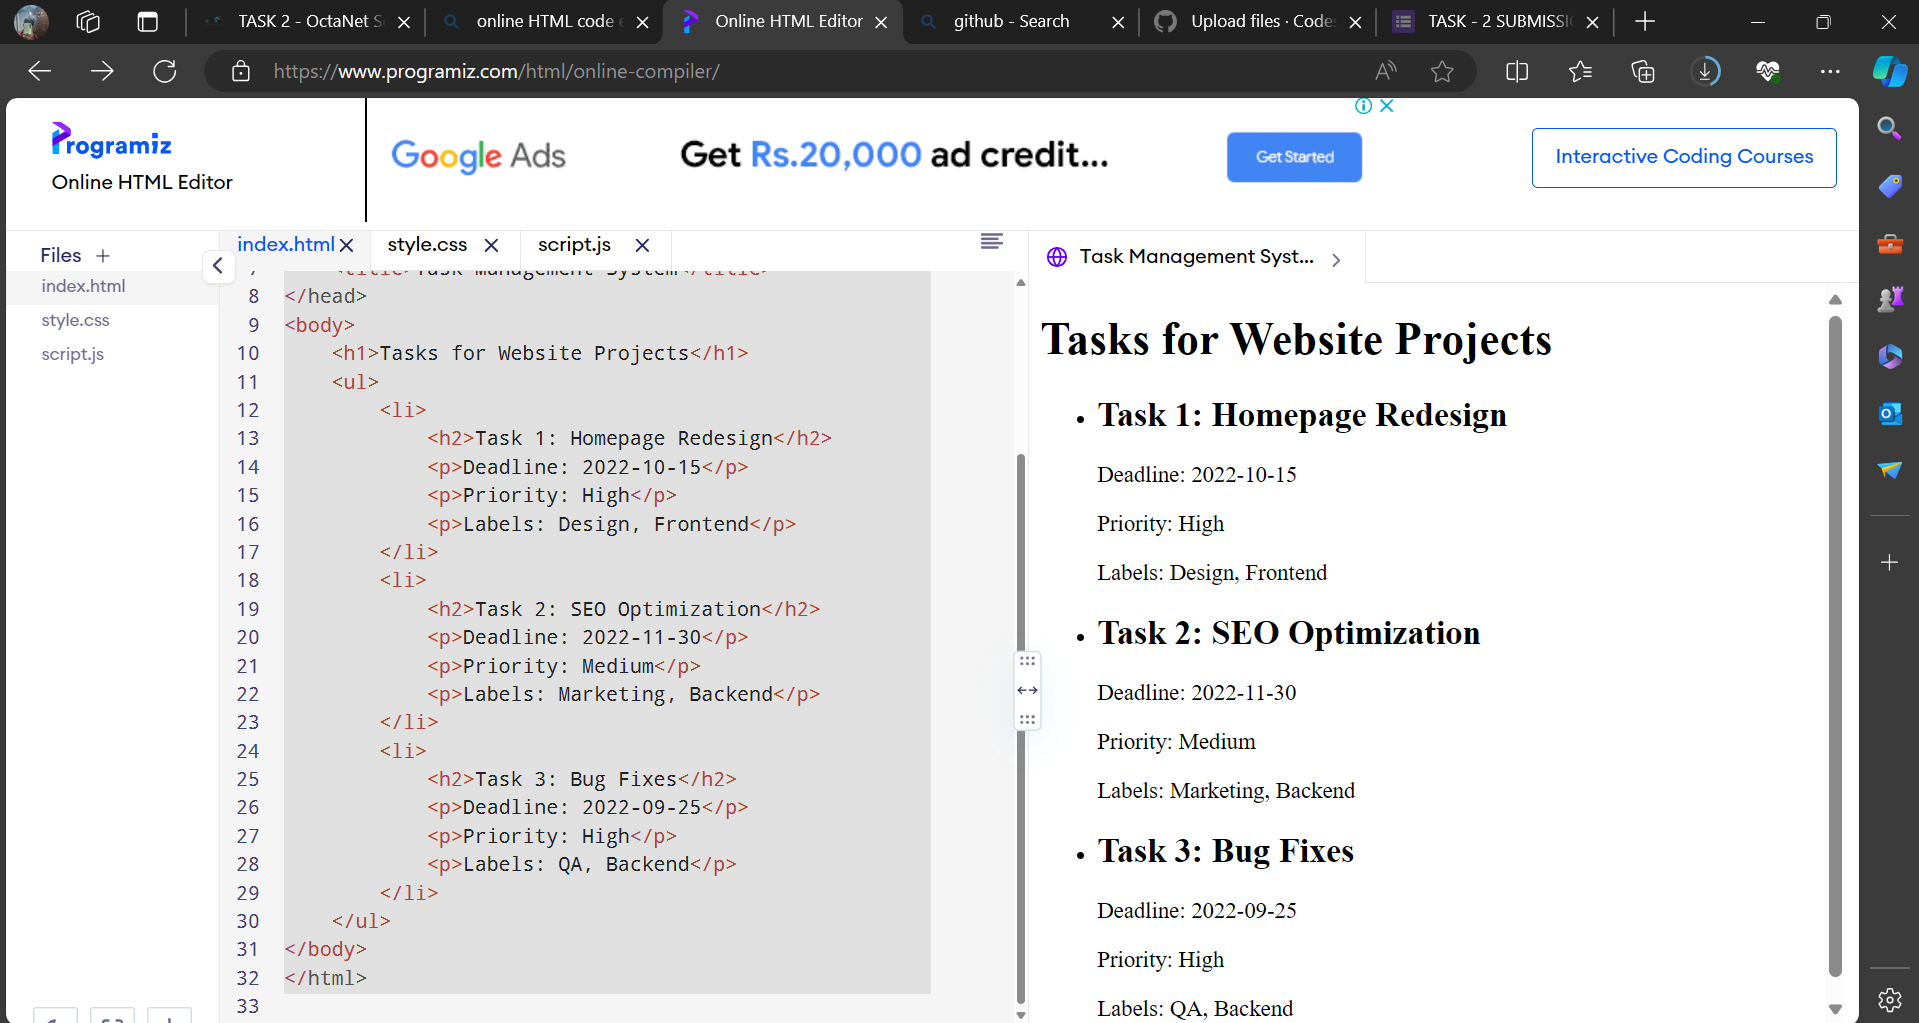 TASK 2 - OctaNet S
online HTML code e
Online HTML Editor
github - Search
Upload files · Codes
TASK - 2 SUBMISSI
https://www.programiz.com/html/online-compiler/
Programiz
Online HTML Editor
Google Ads
Get Rs.20,000 ad credit...
Get Started
Interactive Coding Courses
Files +
index.html
style.css
script.js
index.html
style.css
script.js
7 <title>Task Management System</title>
8 </head>
9 <body>
10 <h1>Tasks for Website Projects</h1>
11 <ul>
12 <li>
13 <h2>Task 1: Homepage Redesign</h2>
14 <p>Deadline: 2022-10-15</p>
15 <p>Priority: High</p>
16 <p>Labels: Design, Frontend</p>
17 </li>
18 <li>
19 <h2>Task 2: SEO Optimization</h2>
20 <p>Deadline: 2022-11-30</p>
21 <p>Priority: Medium</p>
22 <p>Labels: Marketing, Backend</p>
23 </li>
24 <li>
25 <h2>Task 3: Bug Fixes</h2>
26 <p>Deadline: 2022-09-25</p>
27 <p>Priority: High</p>
28 <p>Labels: QA, Backend</p>
29 </li>
30 </ul>
31 </body>
32 </html>
33
Task Management Syst...
Tasks for Website Projects
• Task 1: Homepage Redesign
Deadline: 2022-10-15
Priority: High
Labels: Design, Frontend
• Task 2: SEO Optimization
Deadline: 2022-11-30
Priority: Medium
Labels: Marketing, Backend
• Task 3: Bug Fixes
Deadline: 2022-09-25
Priority: High
Labels: QA, Backend